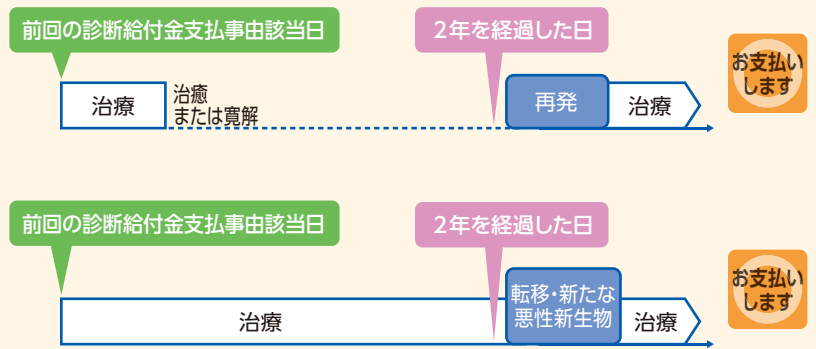 前回の診断給付金支払事由該当日
2年を経過した日
お支払い
します
治療
治癒
または寛解
再発
治療
前回の診断給付金支払事由該当日
2年を経過した日
お支払い
します
治療
転移・新たな
悪性新生物
治療